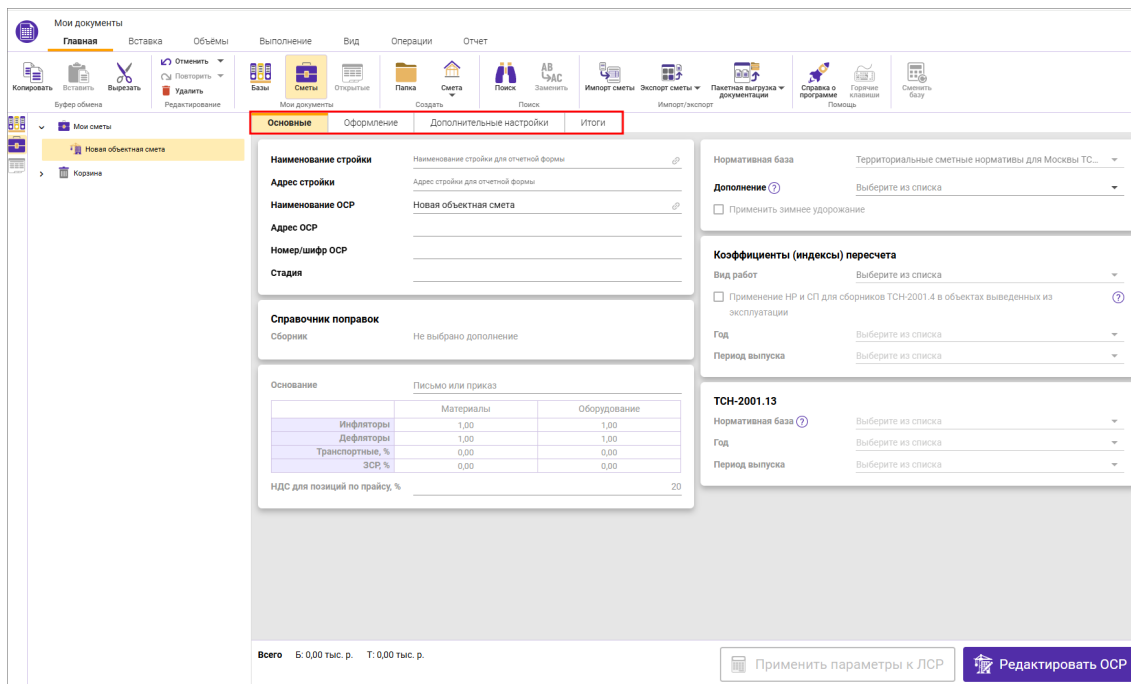 Мои документы
Главная Вставка Объёмы Выполнение Вид Операции Отчет
Копировать Вставить Вырезать
Отменить
Повторить
Удалить
Базы Сметы Открытые
Папка Смета
Поиск Заменить
AB
AC
Импорт сметы Экспорт сметы Пакетная выгрузка документации
Справка о программе Горячие клавиши
Сменить базу
Буфер обмена Редактирование Мои документы Создать Поиск Импорт/экспорт Помощь
Мои сметы
Новая объектная смета
Корзина
Основные Оформление Дополнительные настройки Итоги
Наименование стройки Наименование стройки для отчетной формы
Адрес стройки Адрес стройки для отчетной формы
Наименование ОСР Новая объектная смета
Адрес ОСР
Номер/шифр ОСР
Стадия
Справочник поправок
Сборник Не выбрано дополнение
Основание Письмо или приказ
Материалы Оборудование
Инфляторы 1,00 1,00
Дефляторы 1,00 1,00
Транспортные, % 0,00 0,00
ЗСР, % 0,00 0,00
НДС для позиций по прайсу, % 20
Нормативная база Территориальные сметные нормативы для Москвы ТС...
Дополнение ? Выберите из списка
Применить зимнее удорожание
Коэффициенты (индексы) пересчета
Вид работ Выберите из списка
Применение НР и СП для сборников ТСН-2001.4 в объектах выведенных из ?
эксплуатации
Год Выберите из списка
Период выпуска Выберите из списка
ТСН-2001.13
Нормативная база ? Выберите из списка
Год Выберите из списка
Период выпуска Выберите из списка
Всего Б: 0,00 тыс. р. Т: 0,00 тыс. р.
Применить параметры к ЛСР
Редактировать ОСР